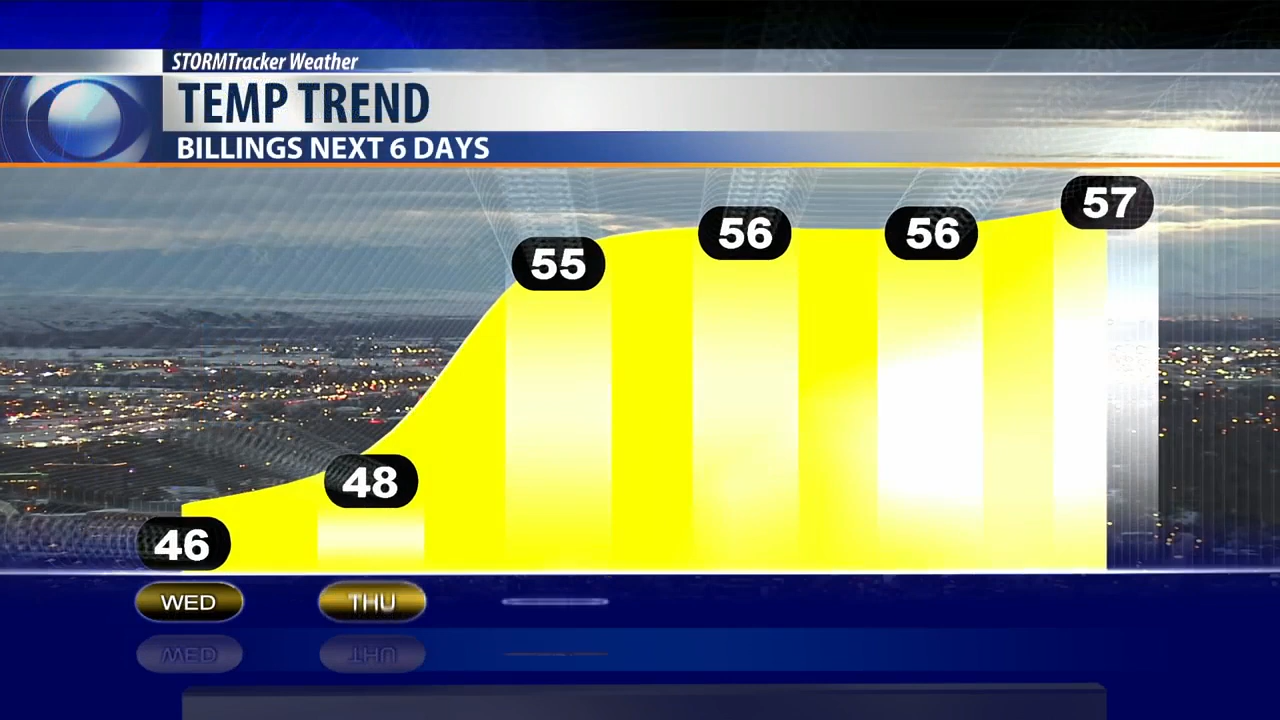 STORMTracker Weather
TEMP TREND
BILLINGS NEXT 6 DAYS
57
56
56
55
48
46
WED
THU